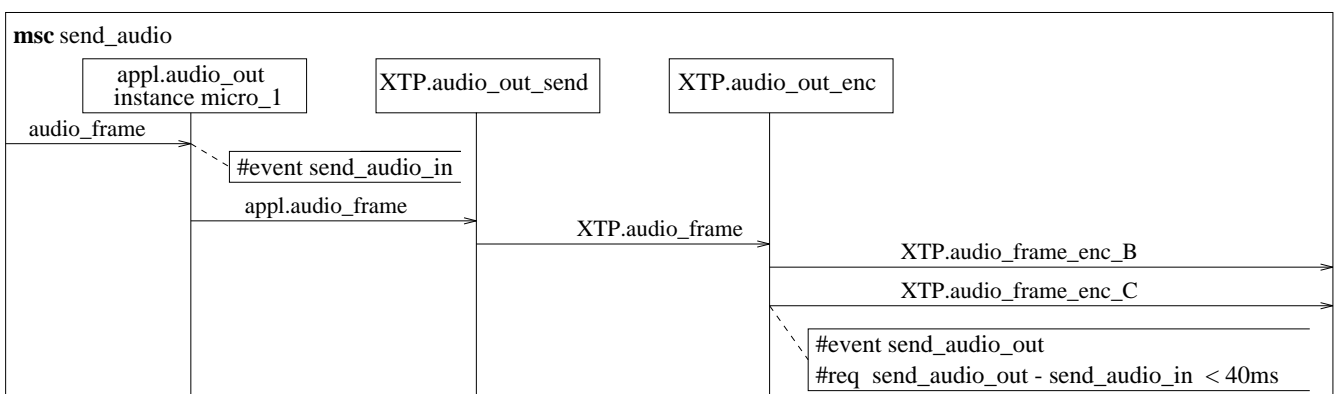 msc send_audio
appl.audio_out
instance micro_1
XTP.audio_out_send
XTP.audio_out_enc
audio_frame
#event send_audio_in
appl.audio_frame
XTP.audio_frame
XTP.audio_frame_enc_B
XTP.audio_frame_enc_C
#event send_audio_out
#req send_audio_out - send_audio_in < 40ms